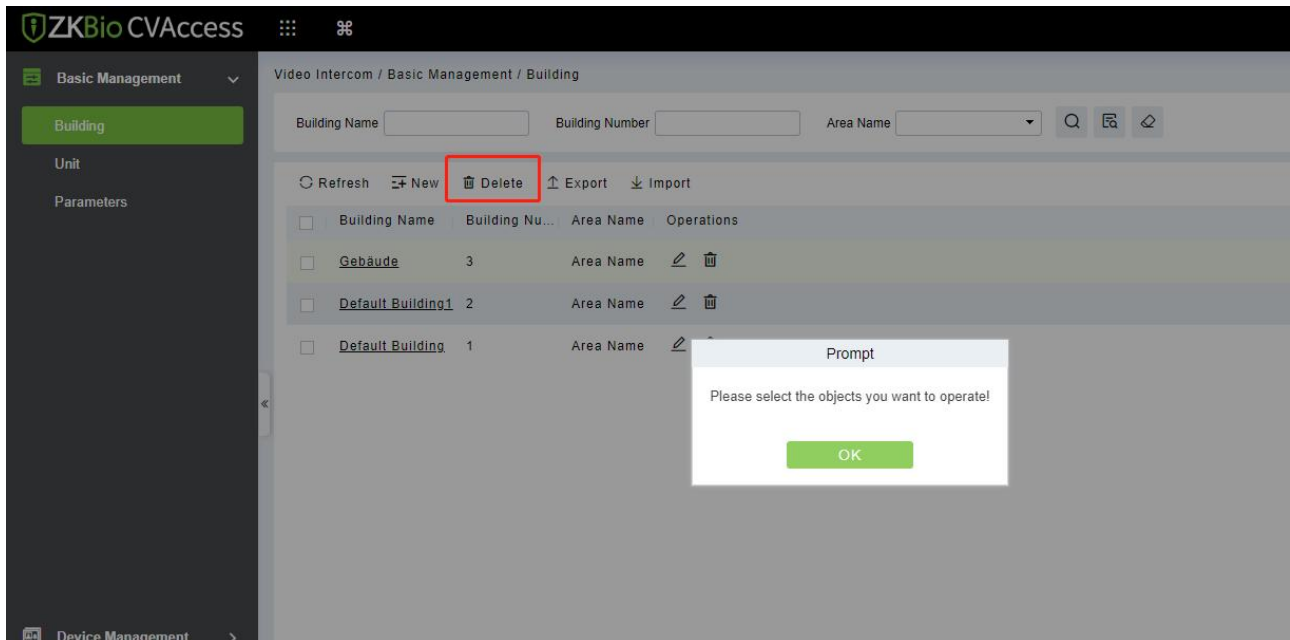 ZKBio CVAccess
Basic Management
Building
Unit
Parameters
Device Management
Video Intercom / Basic Management / Building
Building Name Building Number Area Name
Refresh New Delete Export Import
Building Name Building Nu... Area Name Operations
Gebäude 3 Area Name
Default Building1 2 Area Name
Default Building 1 Area Name
Prompt
Please select the objects you want to operate!
OK